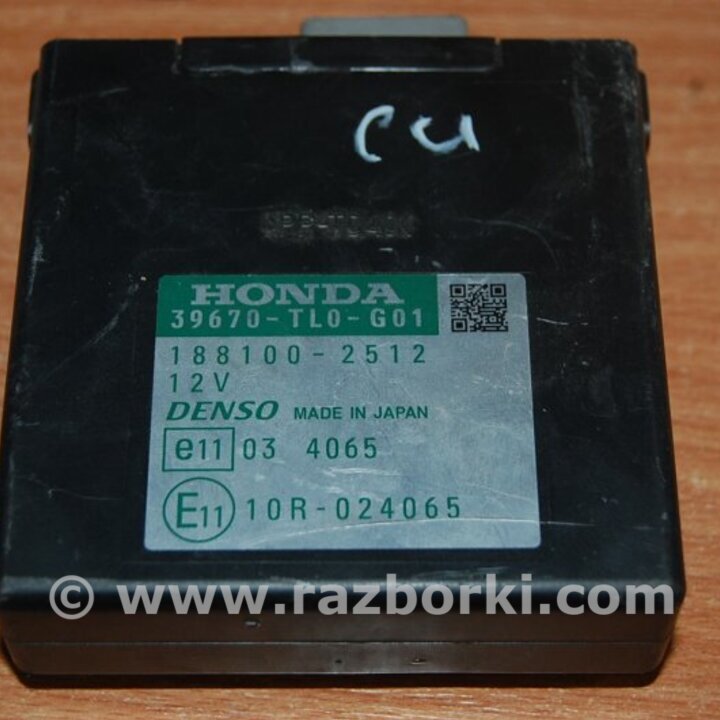 HONDA
39670-TL0-G01
188100-2512
12V
DENSO MADE IN JAPAN
e11 03 4065
E11 10R-024065
© www.razborki.com